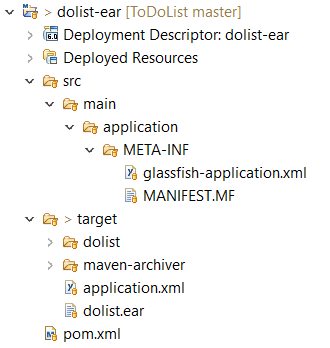 > dolist-ear [ToDoList master]
Deployment Descriptor: dolist-ear
Deployed Resources
src
main
application
META-INF
glassfish-application.xml
MANIFEST.MF
> target
dolist
maven-archiver
application.xml
dolist.ear
pom.xml